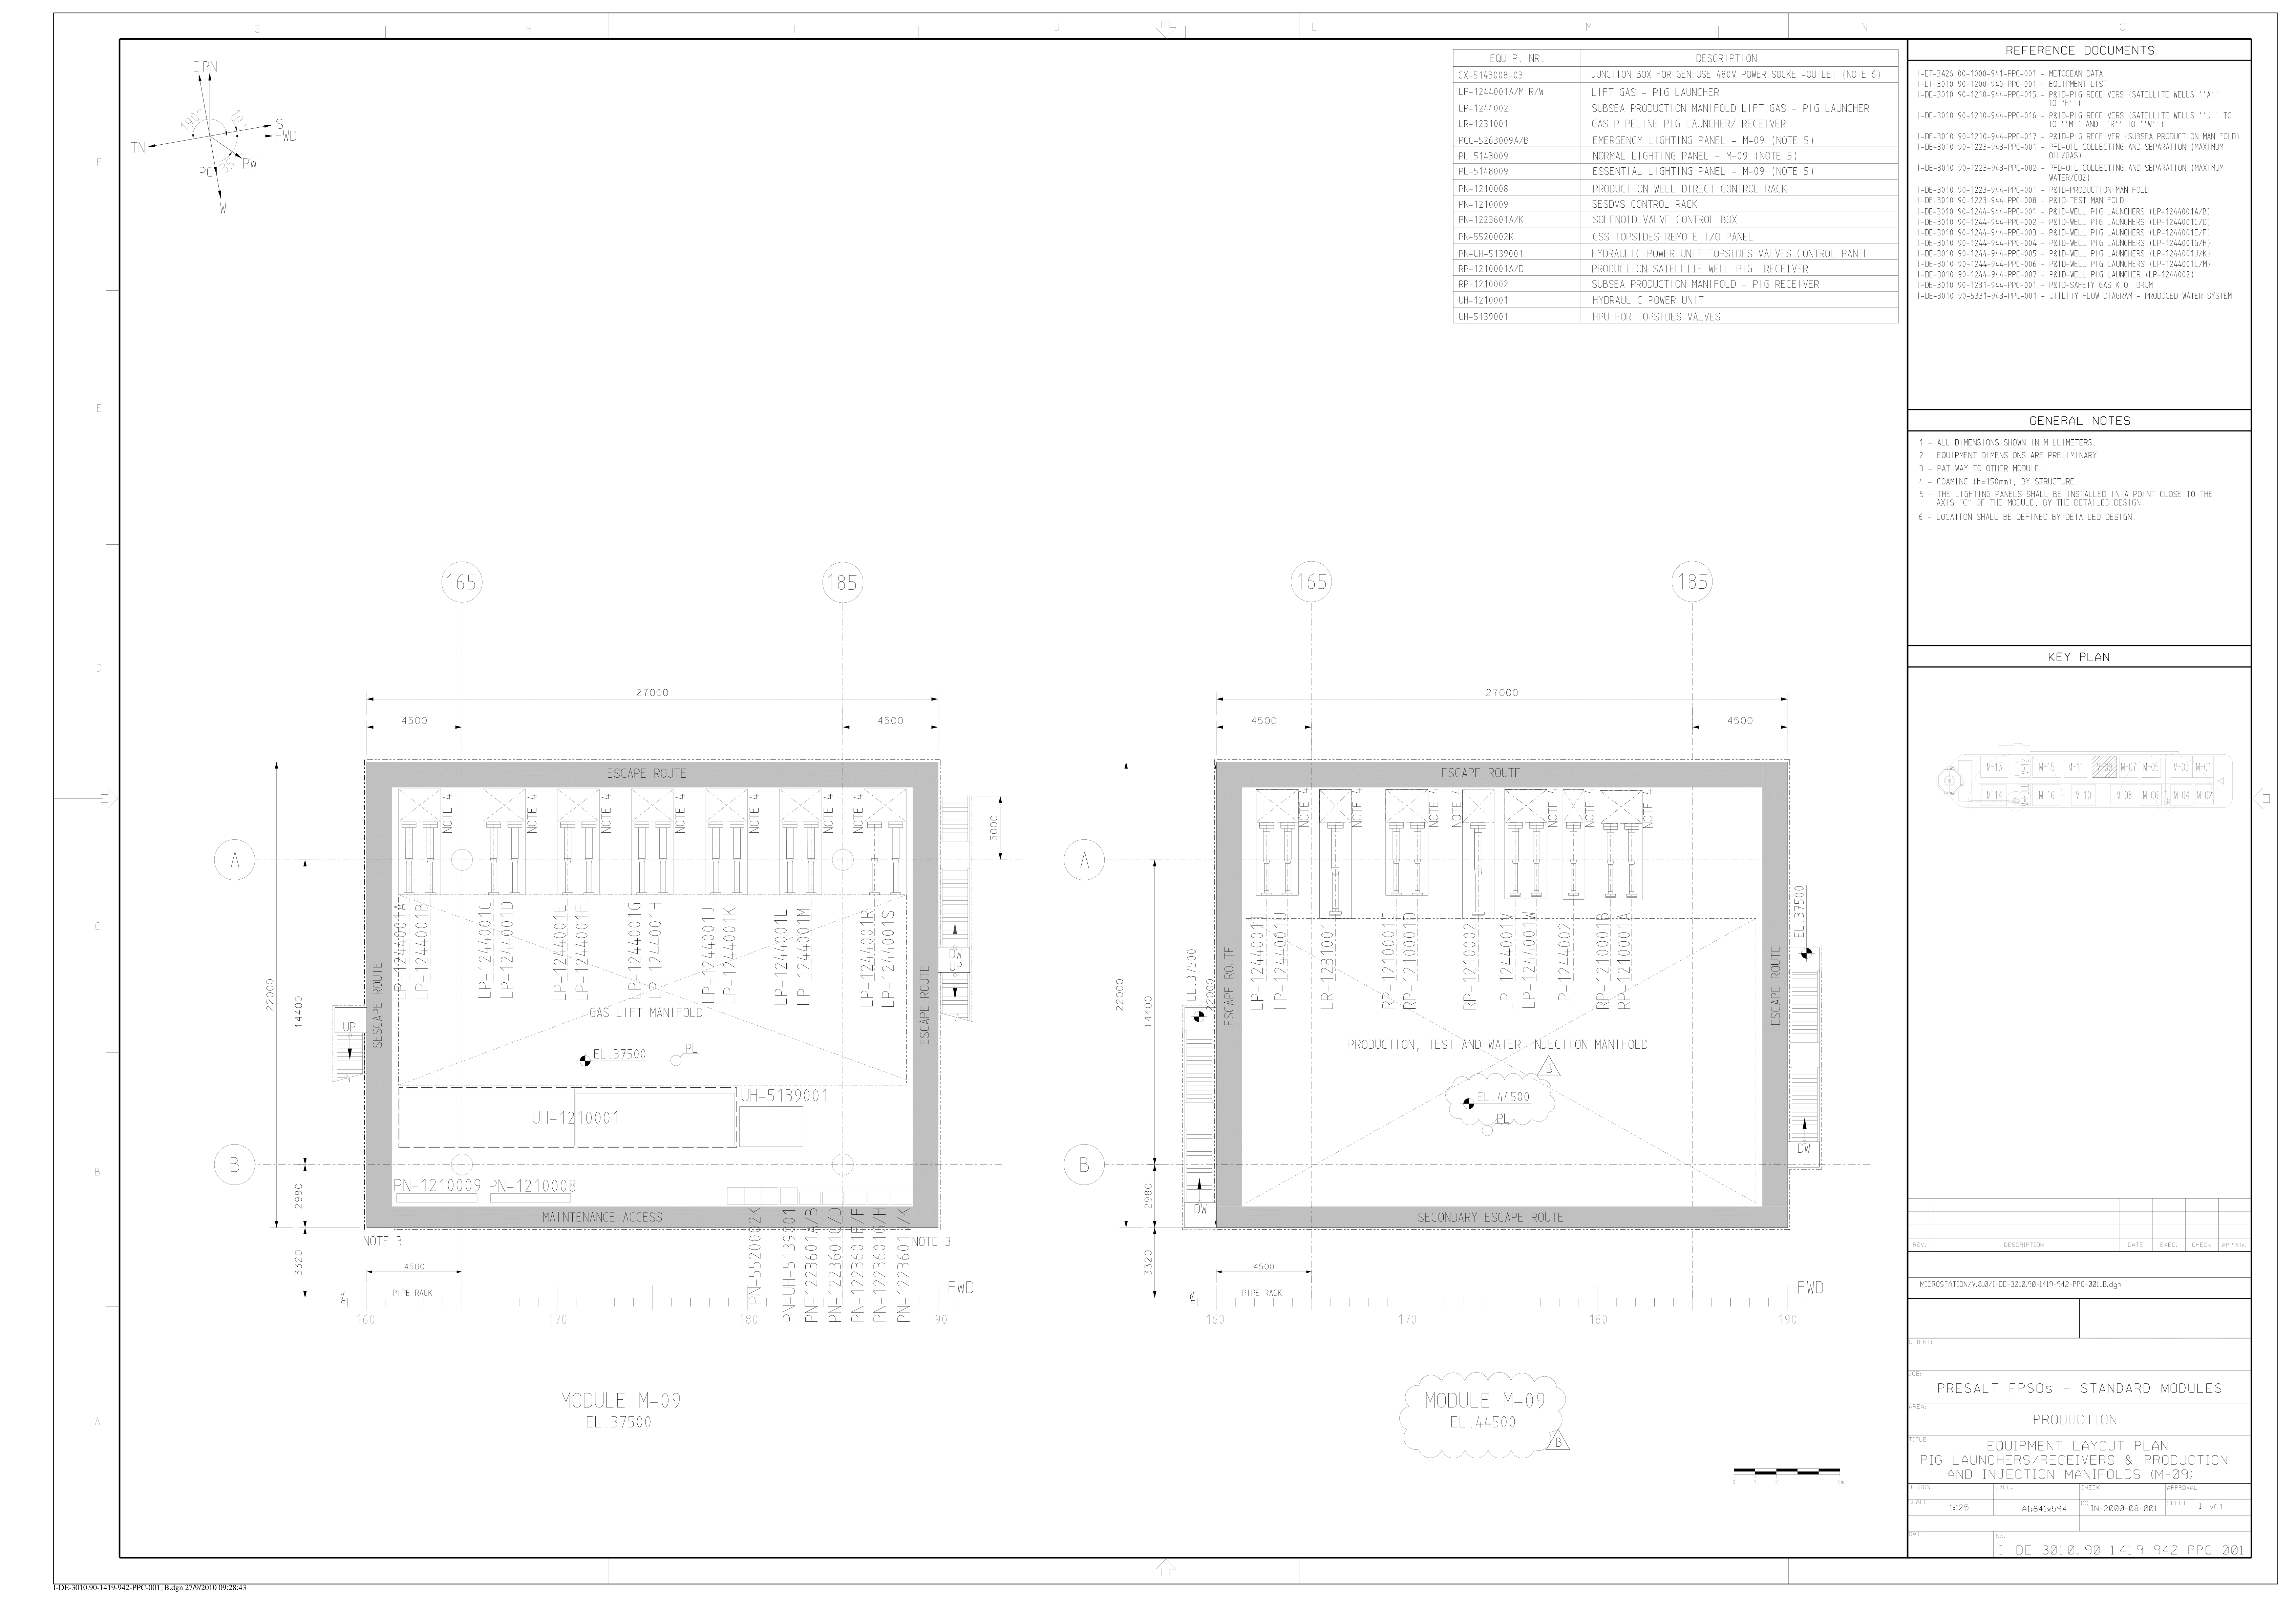 G H I J L M N O
F
E
D
C
B
A
E PN
S
FWD
PW
PC
W
TN
190°
10°
35°
EQUIP. NR. DESCRIPTION
CX-5143008-03 JUNCTION BOX FOR GEN.USE 480V POWER SOCKET-OUTLET (NOTE 6)
LP-1244001A/M R/W LIFT GAS - PIG LAUNCHER
LP-1244002 SUBSEA PRODUCTION MANIFOLD LIFT GAS - PIG LAUNCHER
LR-1231001 GAS PIPELINE PIG LAUNCHER/ RECEIVER
PCC-5263009A/B EMERGENCY LIGHTING PANEL - M-09 (NOTE 5)
PL-5143009 NORMAL LIGHTING PANEL - M-09 (NOTE 5)
PL-5148009 ESSENTIAL LIGHTING PANEL - M-09 (NOTE 5)
PN-1210008 PRODUCTION WELL DIRECT CONTROL RACK
PN-1210009 SESDVS CONTROL RACK
PN-1223601A/K SOLENOID VALVE CONTROL BOX
PN-5520002K CSS TOPSIDES REMOTE I/O PANEL
PN-UH-5139001 HYDRAULIC POWER UNIT TOPSIDES VALVES CONTROL PANEL
RP-1210001A/D PRODUCTION SATELLITE WELL PIG RECEIVER
RP-1210002 SUBSEA PRODUCTION MANIFOLD - PIG RECEIVER
UH-1210001 HYDRAULIC POWER UNIT
UH-5139001 HPU FOR TOPSIDES VALVES
REFERENCE DOCUMENTS
I-ET-3A26.00-1000-941-PPC-001 - METOCEAN DATA
I-LI-3010.90-1200-940-PPC-001 - EQUIPMENT LIST
I-DE-3010.90-1210-944-PPC-015 - P&ID-PIG RECEIVERS (SATELLITE WELLS ''A''
TO "H'')
I-DE-3010.90-1210-944-PPC-016 - P&ID-PIG RECEIVERS (SATELLITE WELLS ''J'' TO
TO ''M'' AND ''R'' TO ''W'')
I-DE-3010.90-1210-944-PPC-017 - P&ID-PIG RECEIVER (SUBSEA PRODUCTION MANIFOLD)
I-DE-3010.90-1223-943-PPC-001 - PFD-OIL COLLECTING AND SEPARATION (MAXIMUM
OIL/GAS)
I-DE-3010.90-1223-943-PPC-002 - PFD-OIL COLLECTING AND SEPARATION (MAXIMUM
WATER/CO2)
I-DE-3010.90-1223-944-PPC-001 - P&ID-PRODUCTION MANIFOLD
I-DE-3010.90-1223-944-PPC-008 - P&ID-TEST MANIFOLD
I-DE-3010.90-1244-944-PPC-001 - P&ID-WELL PIG LAUNCHERS (LP-1244001A/B)
I-DE-3010.90-1244-944-PPC-002 - P&ID-WELL PIG LAUNCHERS (LP-1244001C/D)
I-DE-3010.90-1244-944-PPC-003 - P&ID-WELL PIG LAUNCHERS (LP-1244001E/F)
I-DE-3010.90-1244-944-PPC-004 - P&ID-WELL PIG LAUNCHERS (LP-1244001G/H)
I-DE-3010.90-1244-944-PPC-005 - P&ID-WELL PIG LAUNCHERS (LP-1244001J/K)
I-DE-3010.90-1244-944-PPC-006 - P&ID-WELL PIG LAUNCHERS (LP-1244001L/M)
I-DE-3010.90-1244-944-PPC-007 - P&ID-WELL PIG LAUNCHER (LP-1244002)
I-DE-3010.90-1231-944-PPC-001 - P&ID-SAFETY GAS K.O. DRUM
I-DE-3010.90-5331-943-PPC-001 - UTILITY FLOW DIAGRAM - PRODUCED WATER SYSTEM
GENERAL NOTES
1 - ALL DIMENSIONS SHOWN IN MILLIMETERS.
2 - EQUIPMENT DIMENSIONS ARE PRELIMINARY.
3 - PATHWAY TO OTHER MODULE.
4 - COAMING (h=150mm), BY STRUCTURE.
5 - THE LIGHTING PANELS SHALL BE INSTALLED IN A POINT CLOSE TO THE
AXIS "C" OF THE MODULE, BY THE DETAILED DESIGN
6 - LOCATION SHALL BE DEFINED BY DETAILED DESIGN.
KEY PLAN
M-13 M-12 M-15 M-11 M-09 M-07 M-05 M-03 M-01
M-14 M-16 M-10 M-08 M-06 M-04 M-02
165 185
27000
4500 4500
ESCAPE ROUTE
NOTE 4 NOTE 4 NOTE 4 NOTE 4 NOTE 4 NOTE 4 NOTE 4
3000
A
LP-1244001A
LP-1244001B
LP-1244001C
LP-1244001D
LP-1244001E
LP-1244001F
LP-1244001G
LP-1244001H
LP-1244001J
LP-1244001K
LP-1244001L
LP-1244001M
LP-1244001R
LP-1244001S
DW
UP
22000
14400
SESCAPE ROUTE
ESCAPE ROUTE
UP
GAS LIFT MANIFOLD
EL.37500
PL
UH-5139001
UH-1210001
B
2980
PN-1210009 PN-1210008
MAINTENANCE ACCESS
NOTE 3
NOTE 3
PN-5520002K
PN-UH-5139001
PN-1223601A/B
PN-1223601C/D
PN-1223601E/F
PN-1223601G/H
PN-1223601J/K
3320
4500
PIPE RACK
FWD
160 170 180 190
MODULE M-09
EL.37500
165 185
27000
4500 4500
ESCAPE ROUTE
NOTE 4 NOTE 4 NOTE 4 NOTE 4 NOTE 4 NOTE 4 NOTE 4
A
LP-1244001T
LP-1244001U
LR-1231001
RP-1210001C
RP-1210001D
RP-1210002
LP-1244001V
LP-1244001W
LP-1244002
RP-1210001B
RP-1210001A
EL.37500
EL.37500
22000
22000
14400
ESCAPE ROUTE
ESCAPE ROUTE
PRODUCTION, TEST AND WATER INJECTION MANIFOLD
B
EL.44500
PL
DW
DW
B
2980
SECONDARY ESCAPE ROUTE
3320
4500
PIPE RACK
FWD
160 170 180 190
MODULE M-09
EL.44500
B
REV. DESCRIPTION DATE EXEC. CHECK APPROV.
MICROSTATION/V.8.0/I-DE-3010.90-1419-942-PPC-001_B.dgn
CLIENT:
JOB:
PRESALT FPSOs - STANDARD MODULES
AREA:
PRODUCTION
TITLE
EQUIPMENT LAYOUT PLAN
PIG LAUNCHERS/RECEIVERS & PRODUCTION
AND INJECTION MANIFOLDS (M-09)
DESIGN EXEC. CHECK APPROVAL
SCALE 1:125 A1:841x594 CC IN-2000-08-001 SHEET 1 of 1
DATE No.
I-DE-3010.90-1419-942-PPC-001
I-DE-3010.90-1419-942-PPC-001_B.dgn 27/9/2010 09:28:43